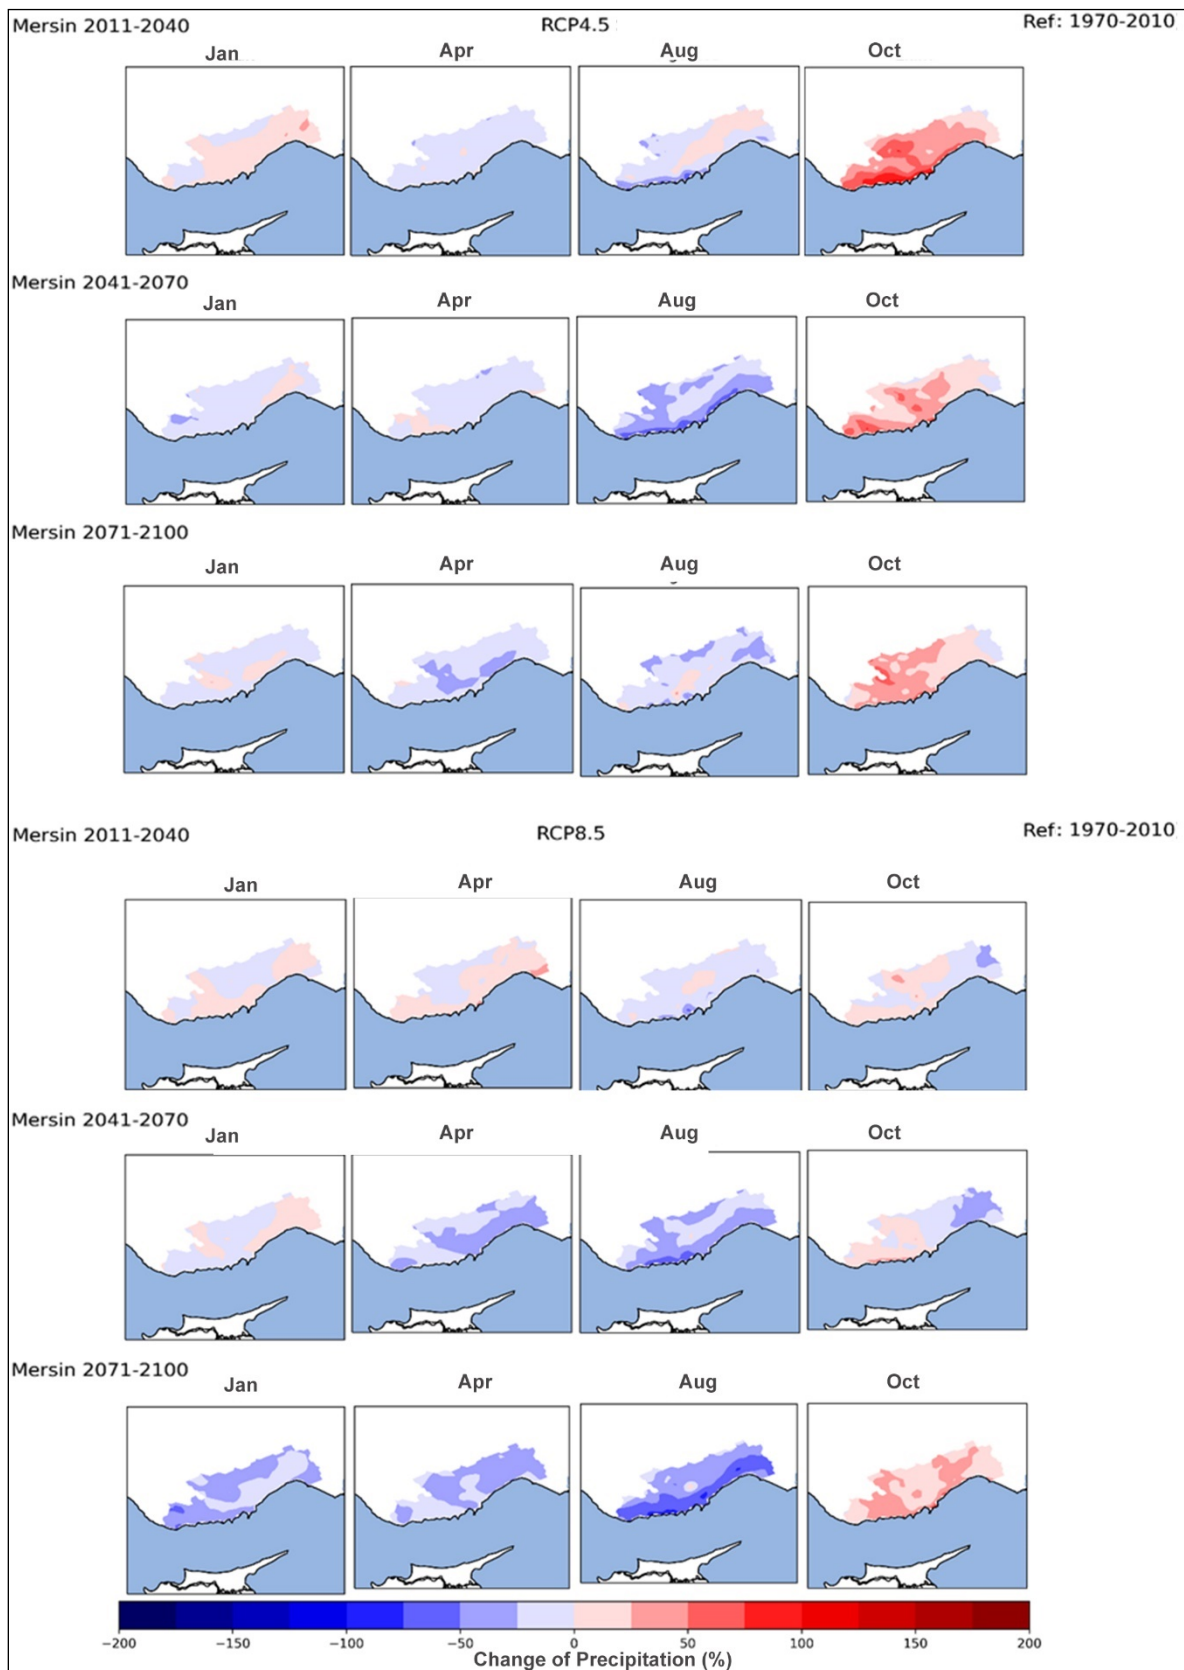 Mersin 2011-2040 RCP4.5 Ref: 1970-2010
Jan Apr Aug Oct
Mersin 2041-2070
Jan Apr Aug Oct
Mersin 2071-2100
Jan Apr Aug Oct
Mersin 2011-2040 RCP8.5 Ref: 1970-2010
Jan Apr Aug Oct
Mersin 2041-2070
Jan Apr Aug Oct
Mersin 2071-2100
Jan Apr Aug Oct
−200 −150 −100 −50 0 50 100 150 200
Change of Precipitation (%)